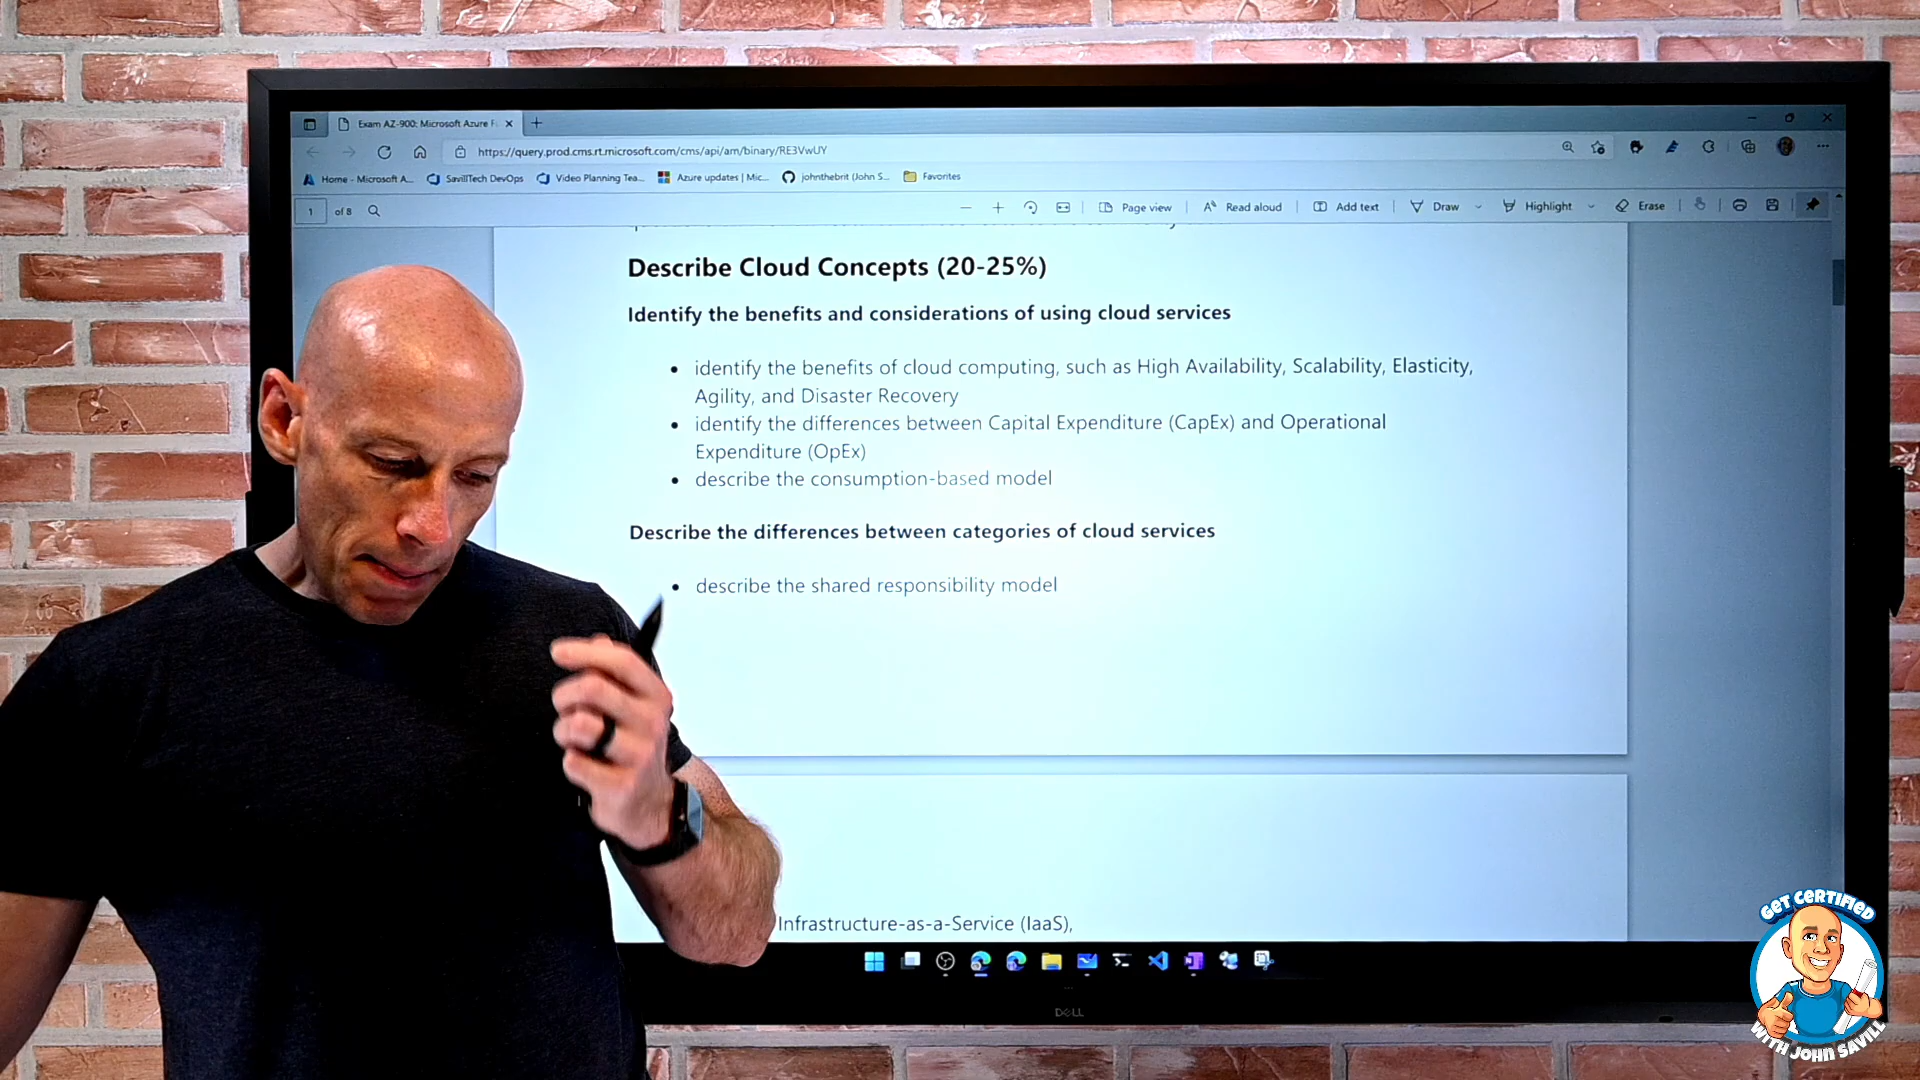 Exam AZ-900: Microsoft Azure F
https://query.prod.cms.rt.microsoft.com/cms/api/am/binary/RE3VwUY
Home - Microsoft A...
SavillTech DevOps
Video Planning Tea...
Azure updates | Mic...
johnthebrit (John S...
Favorites
1 of 8
Page view
Read aloud
Add text
Draw
Highlight
Erase
Describe Cloud Concepts (20-25%)
Identify the benefits and considerations of using cloud services
• identify the benefits of cloud computing, such as High Availability, Scalability, Elasticity,
Agility, and Disaster Recovery
• identify the differences between Capital Expenditure (CapEx) and Operational
Expenditure (OpEx)
• describe the consumption-based model
Describe the differences between categories of cloud services
• describe the shared responsibility model
Infrastructure-as-a-Service (IaaS),
DELL
GET CERTIFIED
WITH JOHN SAVILL